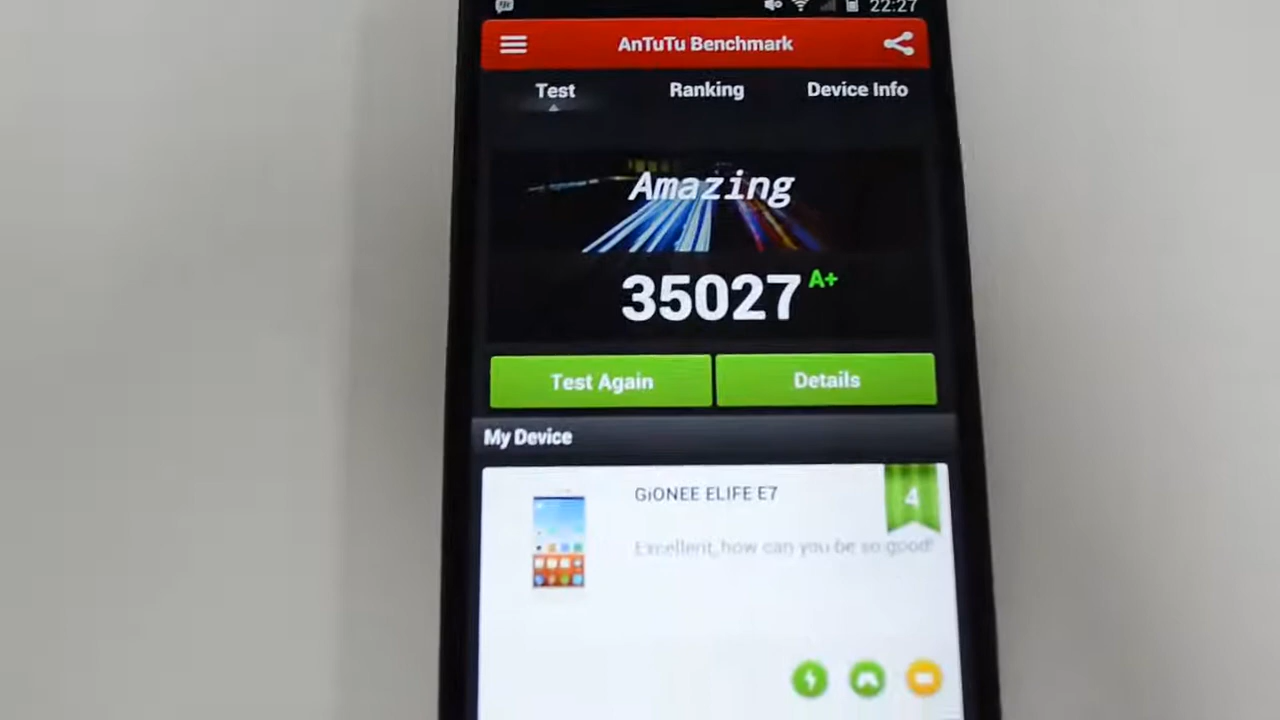 22:27
AnTuTu Benchmark
Test Ranking Device Info
Amazing
35027 A+
Test Again Details
My Device
GiONEE ELIFE E7
4
Excellent, how can you be so good!